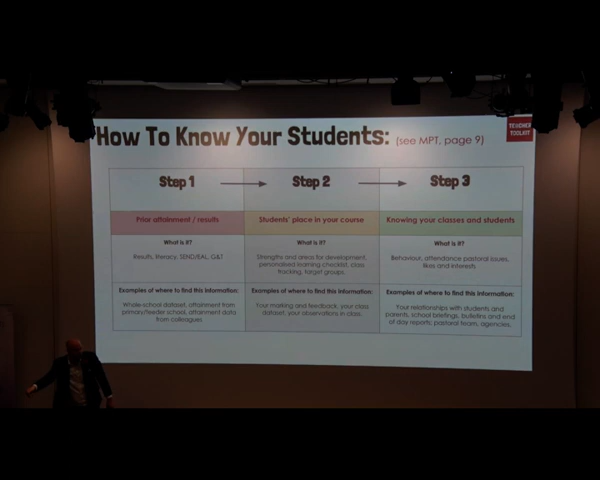 How To Know Your Students: (see MPT, page 9)
TEACHER
TOOLKIT
Step 1
Step 2
Step 3
Prior attainment / results
Students' place in your course
Knowing your classes and students
What is it?
Results, literacy, SEND/EAL, G&T
What is it?
Strengths and areas for development,
personalised learning checklist, class
tracking, target groups.
What is it?
Behaviour, attendance pastoral issues,
likes and interests
Examples of where to find this information:
Whole-school dataset, attainment from
primary/feeder school, attainment data
from colleagues
Examples of where to find this information:
Your marking and feedback, your class
dataset, your observations in class.
Examples of where to find this information:
Your relationships with students and
parents, school briefings, bulletins and end
of day reports; pastoral team, agencies.